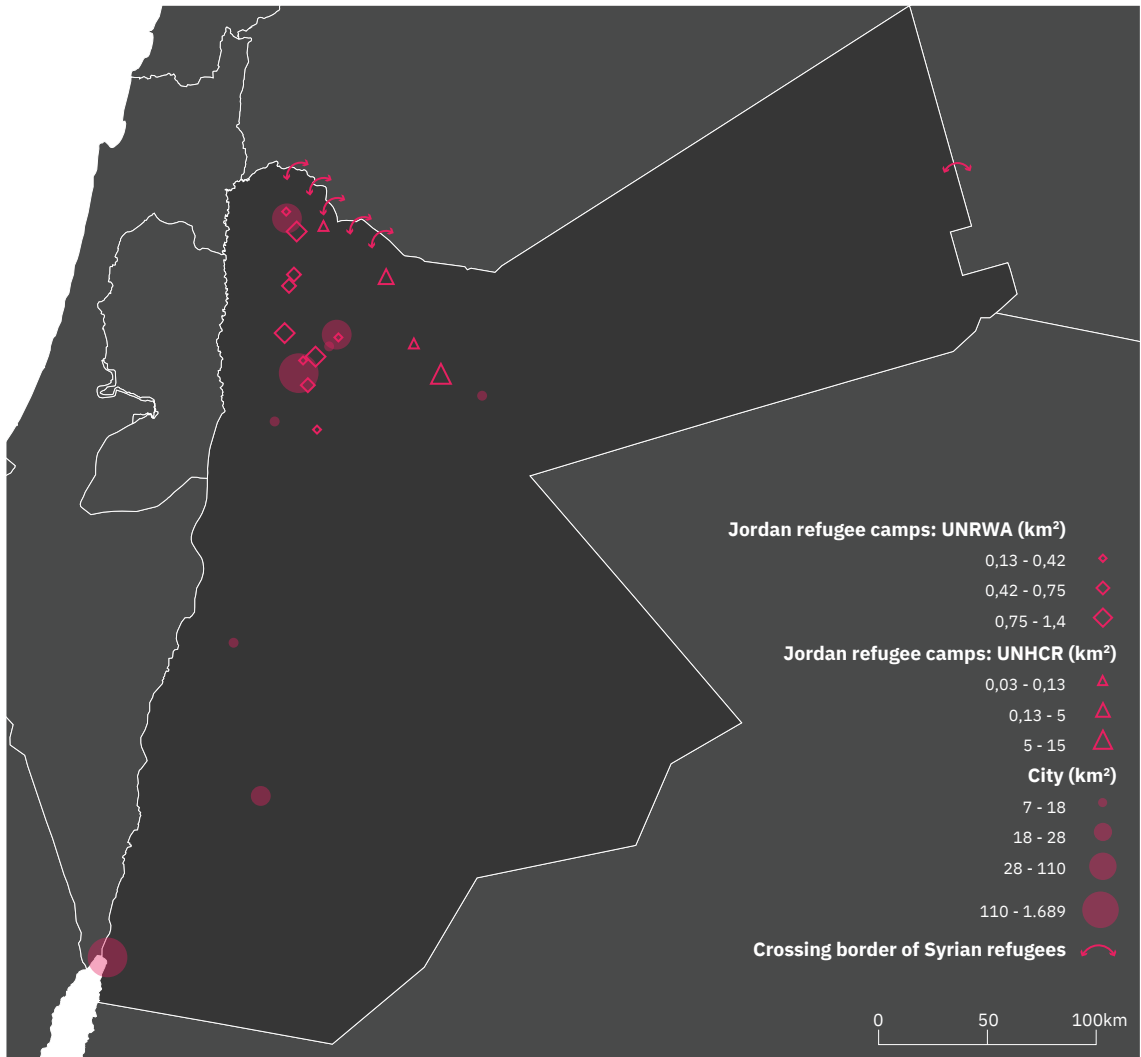 Jordan refugee camps: UNRWA (km²)
0,13 - 0,42
0,42 - 0,75
0,75 - 1,4
Jordan refugee camps: UNHCR (km²)
0,03 - 0,13
0,13 - 5
5 - 15
City (km²)
7 - 18
18 - 28
28 - 110
110 - 1.689
Crossing border of Syrian refugees
0 50 100km